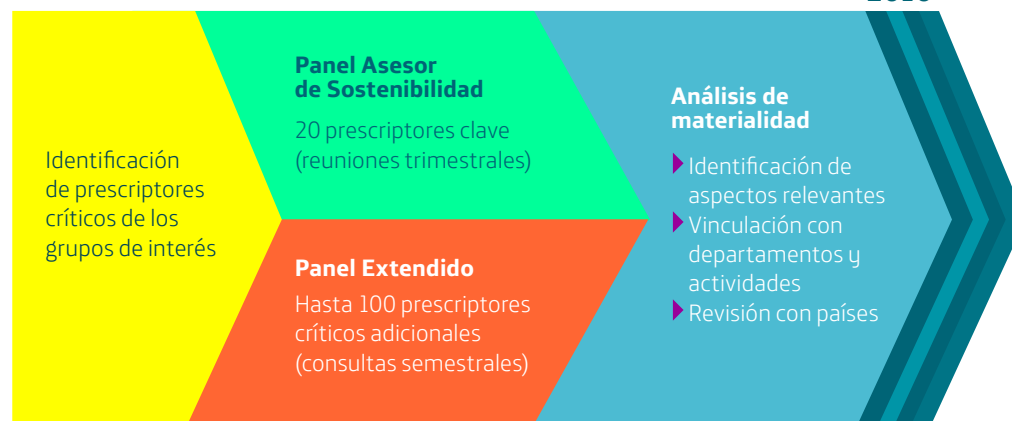 Identificación
de prescriptores
críticos de los
grupos de interés
Panel Asesor
de Sostenibilidad
20 prescriptores clave
(reuniones trimestrales)
Panel Extendido
Hasta 100 prescriptores
críticos adicionales
(consultas semestrales)
Análisis de
materialidad
Identificación de
aspectos relevantes
Vinculación con
departamentos y
actividades
Revisión con países